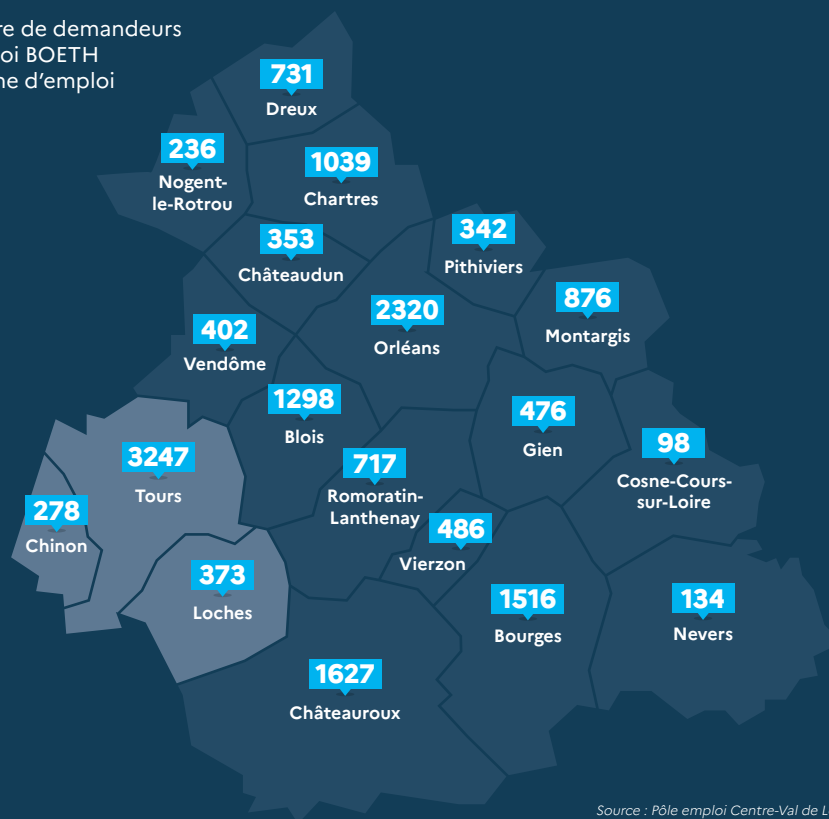 re de demandeurs
oi BOETH
ne d'emploi
731
Dreux
236
Nogent-
le-Rotrou
1039
Chartres
353
Châteaudun
342
Pithiviers
2320
Orléans
876
Montargis
402
Vendôme
1298
Blois
476
Gien
98
Cosne-Cours-
sur-Loire
3247
Tours
717
Romoratin-
Lanthenay
278
Chinon
486
Vierzon
373
Loches
1516
Bourges
134
Nevers
1627
Châteauroux
Source : Pôle emploi Centre-Val de L